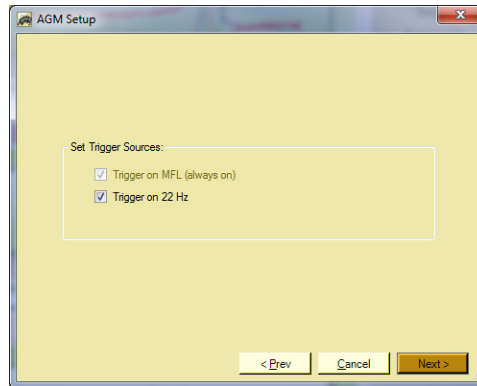 AGM Setup
Set Trigger Sources:
Trigger on MFL (always on)
Trigger on 22 Hz
< Prev
Cancel
Next >